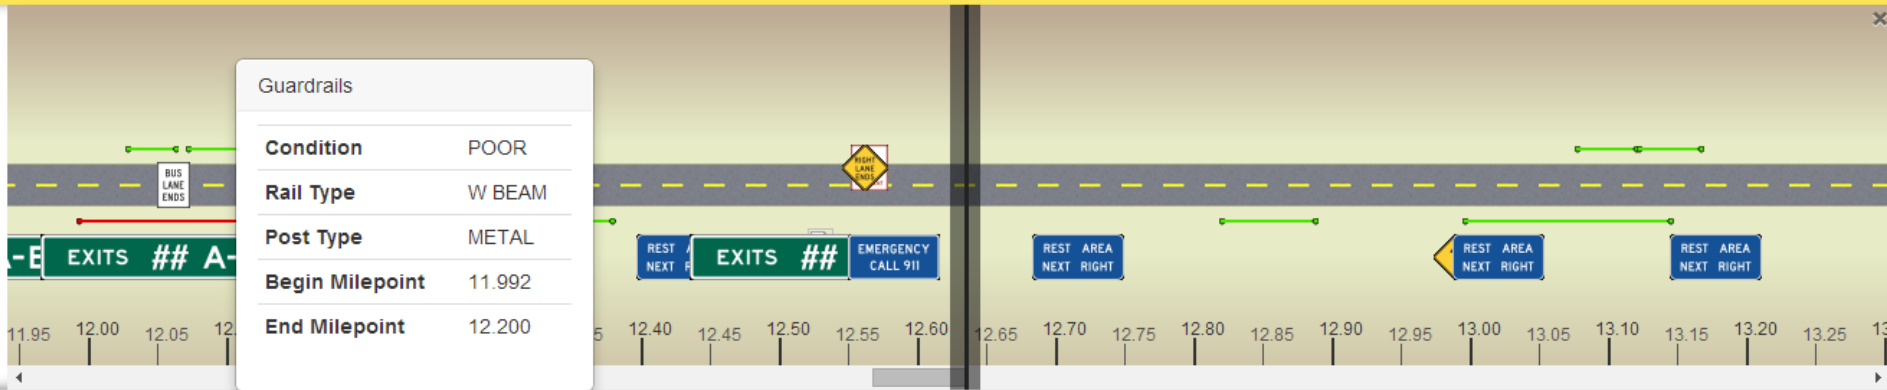 Guardrails
Condition POOR
Rail Type W BEAM
Post Type METAL
Begin Milepoint 11.992
End Milepoint 12.200
BUS
LANE
ENDS
RIGHT
LANE
ENDS
EXITS ## A-
REST
NEXT
EXITS ##
EMERGENCY
CALL 911
REST AREA
NEXT RIGHT
REST AREA
NEXT RIGHT
REST AREA
NEXT RIGHT
11.95 12.00 12.05 12. 5 12.40 12.45 12.50 12.55 12.60 12.65 12.70 12.75 12.80 12.85 12.90 12.95 13.00 13.05 13.10 13.15 13.20 13.25 13